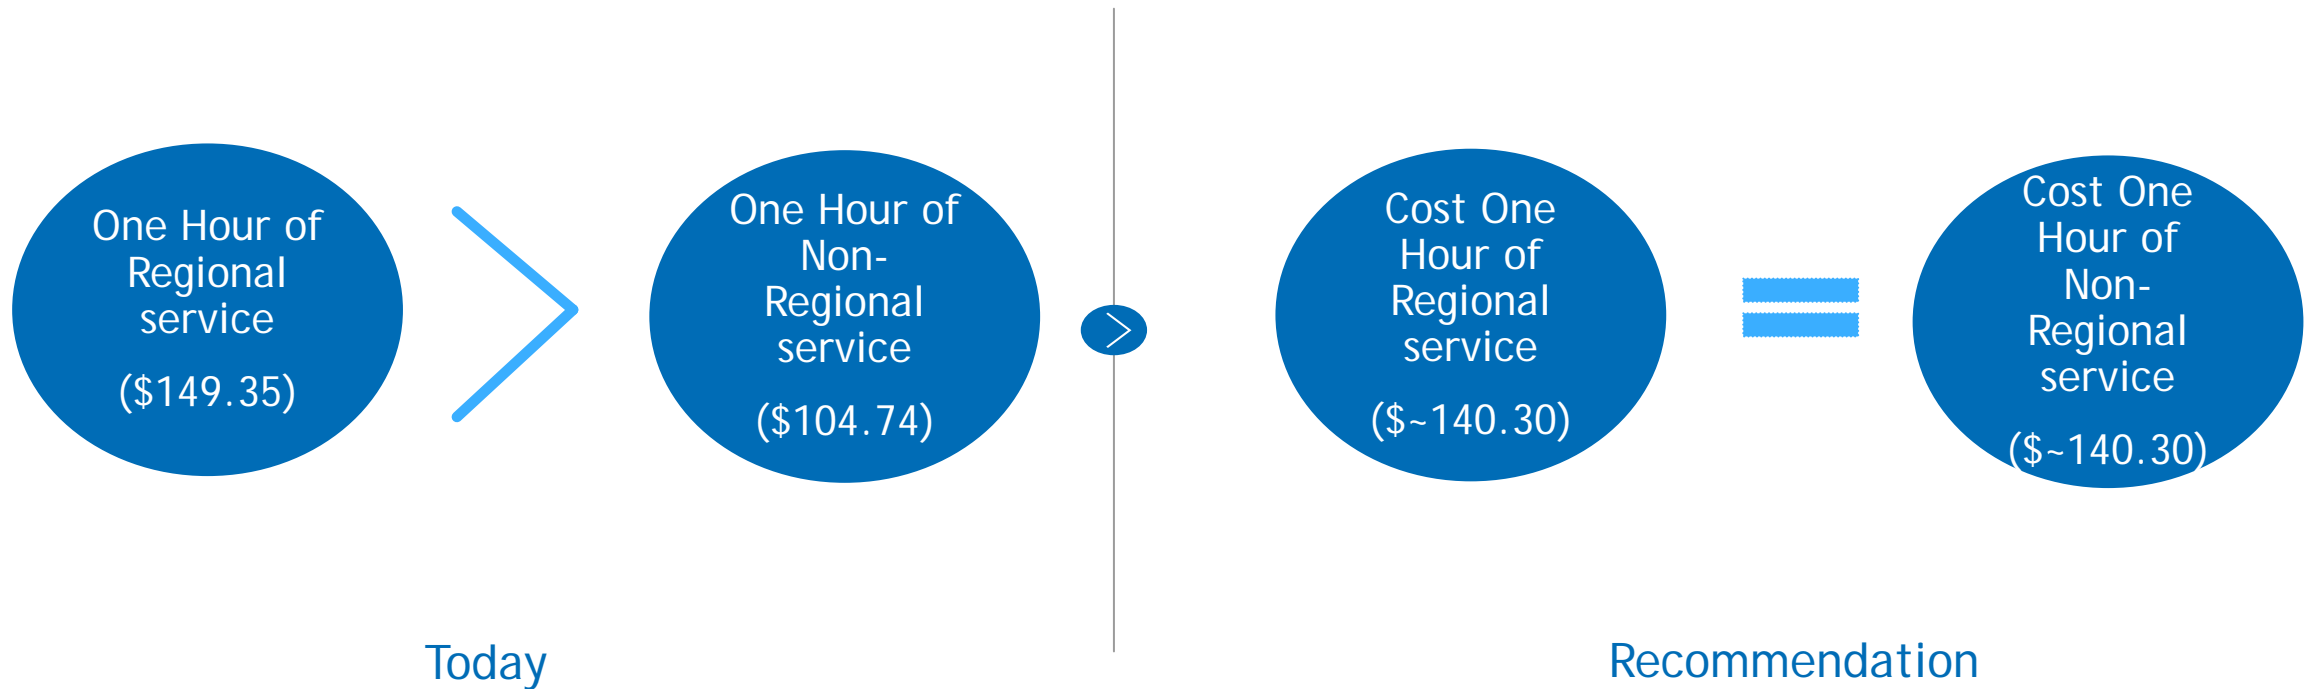 One Hour of
Regional
service
($149.35)
One Hour of
Non-
Regional
service
($104.74)
Today
Cost One
Hour of
Regional
service
($~140.30)
Cost One
Hour of
Non-
Regional
service
($~140.30)
Recommendation